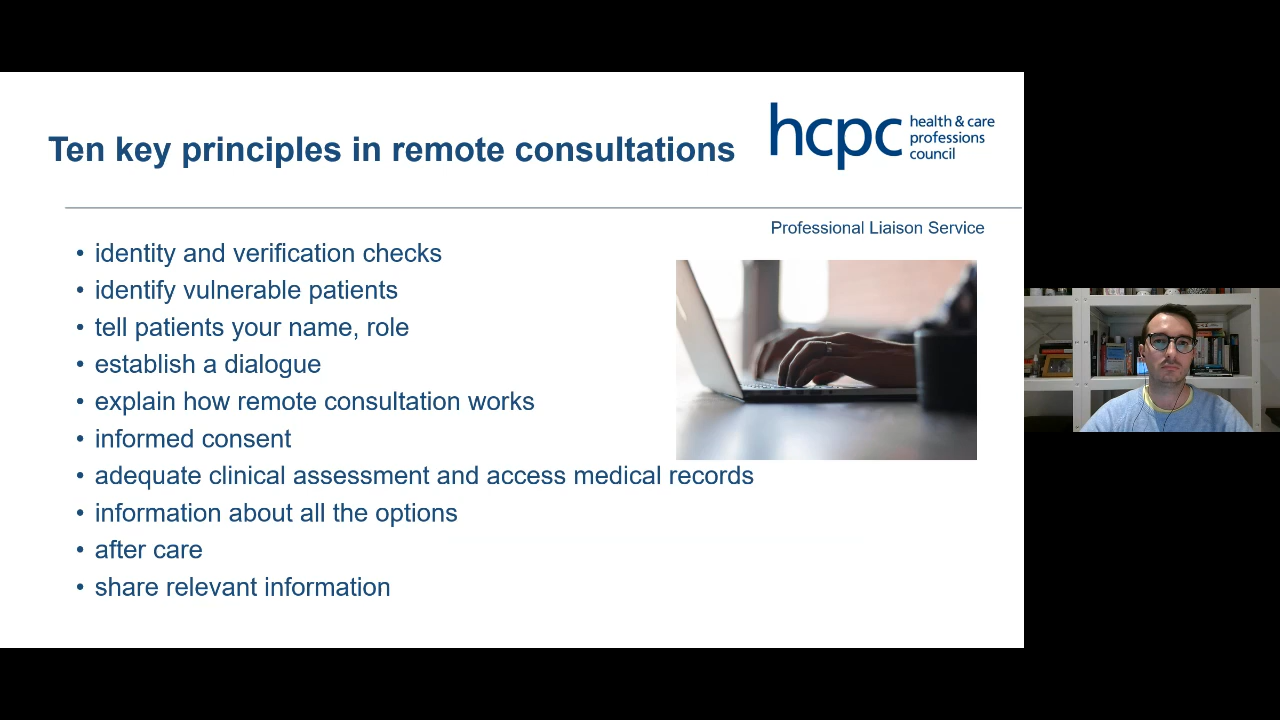 Ten key principles in remote consultations
hcpc
health & care
professions
council
Professional Liaison Service
• identity and verification checks
• identify vulnerable patients
• tell patients your name, role
• establish a dialogue
• explain how remote consultation works
• informed consent
• adequate clinical assessment and access medical records
• information about all the options
• after care
• share relevant information